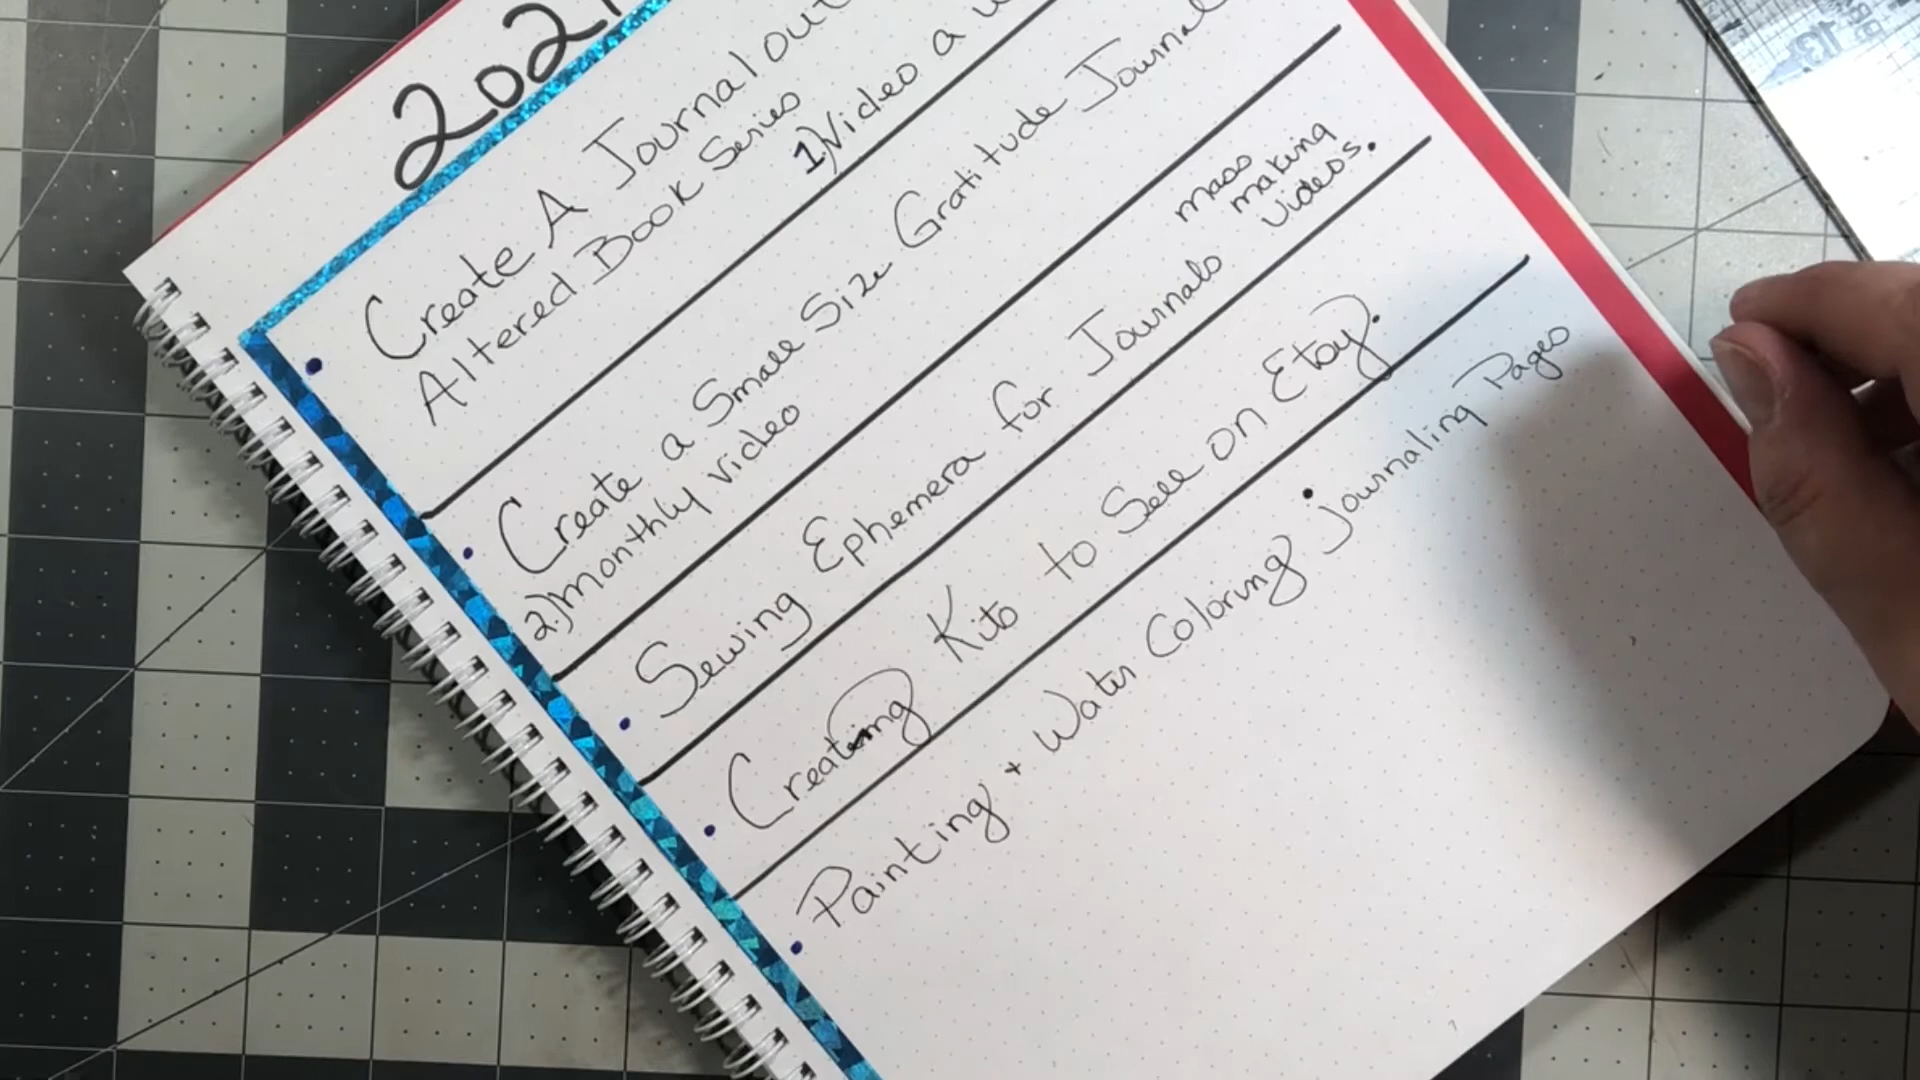 2021
Create A Journal out
Altered Book Series
1) Video a
Create a Small Size Gratitude Journal
2.) monthly video
mass
making
videos.
Sewing Ephemera for Journals
Creating Kits to Sell on Etsy.
Painting + Water Coloring Journaling Pages
13